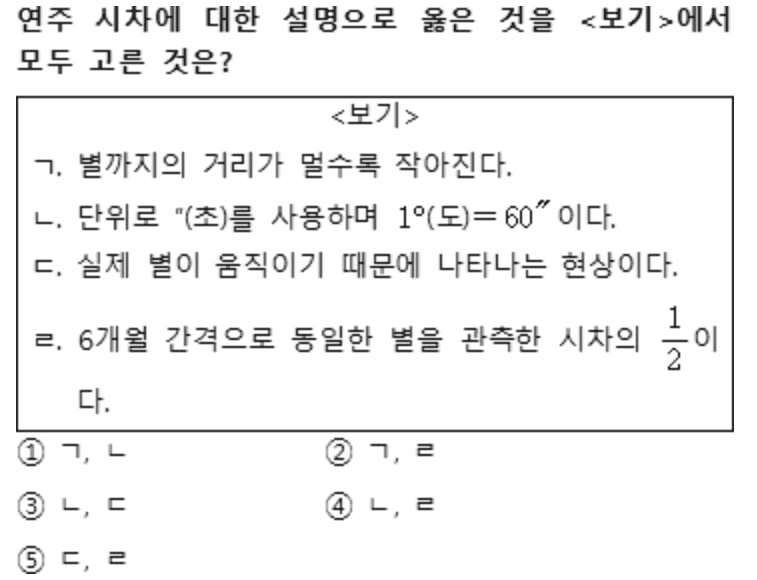 연주 시차에 대한 설명으로 옳은 것을 <보기>에서
모두 고른 것은?
<보기>
ㄱ. 별까지의 거리가 멀수록 작아진다.
ㄴ. 단위로 ″(초)를 사용하며 1°(도)=60″이다.
ㄷ. 실제 별이 움직이기 때문에 나타나는 현상이다.
ㄹ. 6개월 간격으로 동일한 별을 관측한 시차의 1/2이
다.
① ㄱ, ㄴ ② ㄱ, ㄹ
③ ㄴ, ㄷ ④ ㄴ, ㄹ
⑤ ㄷ, ㄹ